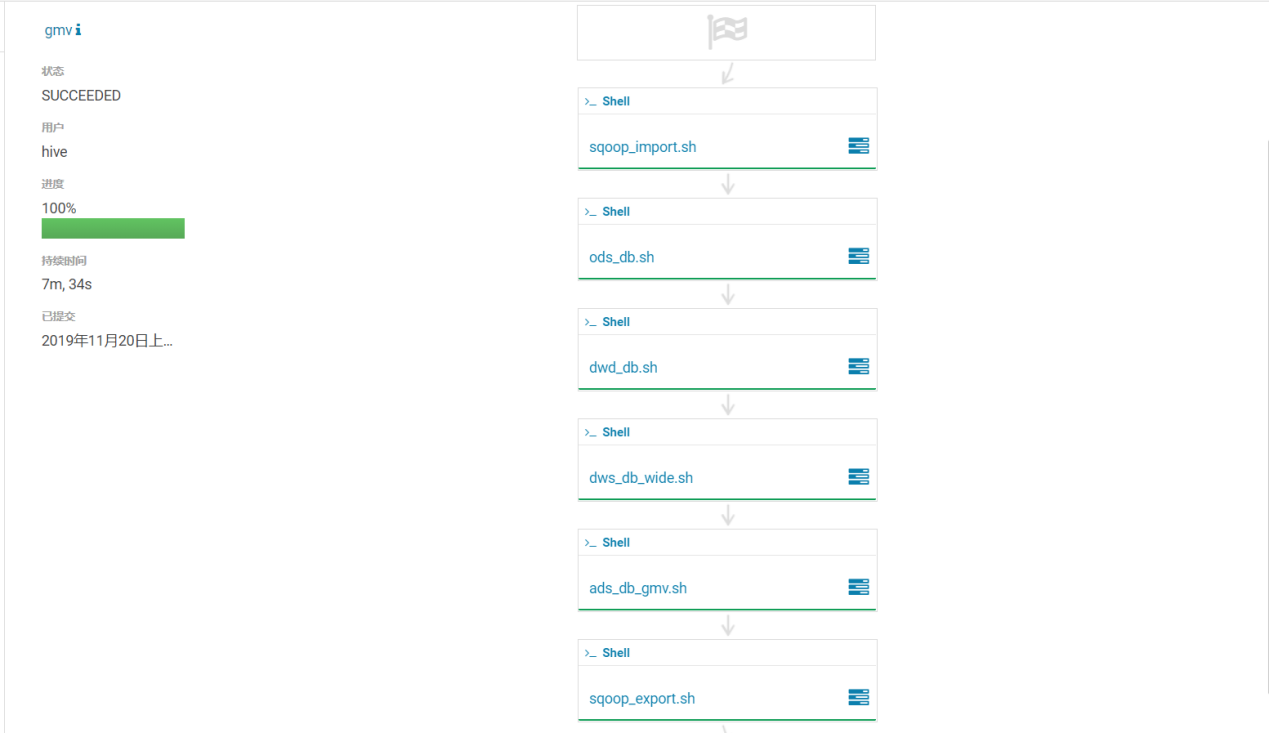 gmv
状态
SUCCEEDED
用户
hive
进度
100%
持续时间
7m, 34s
已提交
2019年11月20日上...
>_ Shell
sqoop_import.sh
>_ Shell
ods_db.sh
>_ Shell
dwd_db.sh
>_ Shell
dws_db_wide.sh
>_ Shell
ads_db_gmv.sh
>_ Shell
sqoop_export.sh